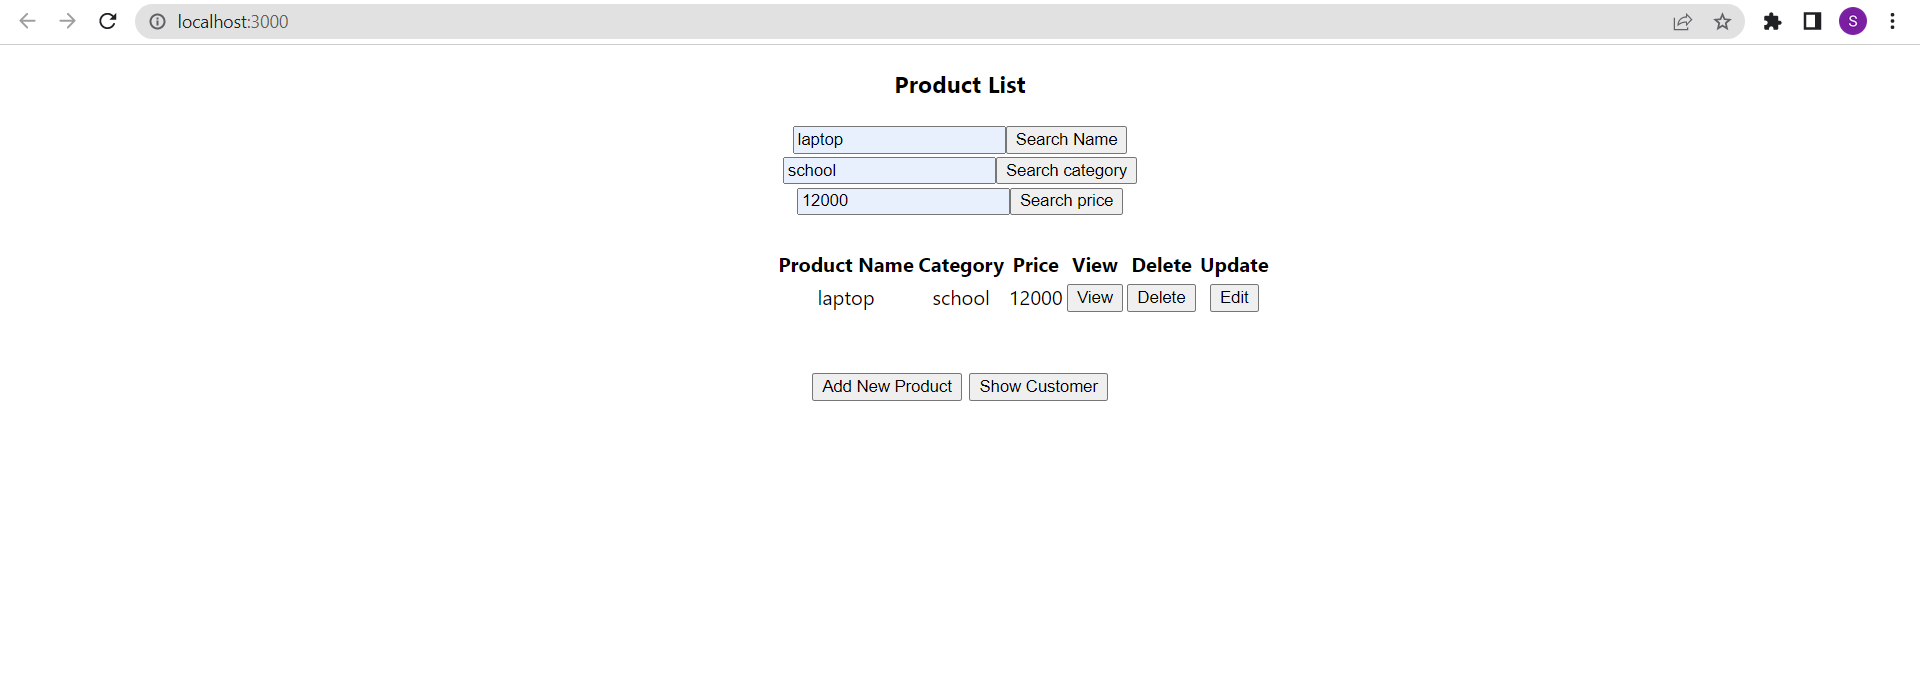 localhost:3000
S
Product List
laptop Search Name
school Search category
12000 Search price
Product Name Category Price View Delete Update
laptop school 12000 View Delete Edit
Add New Product Show Customer